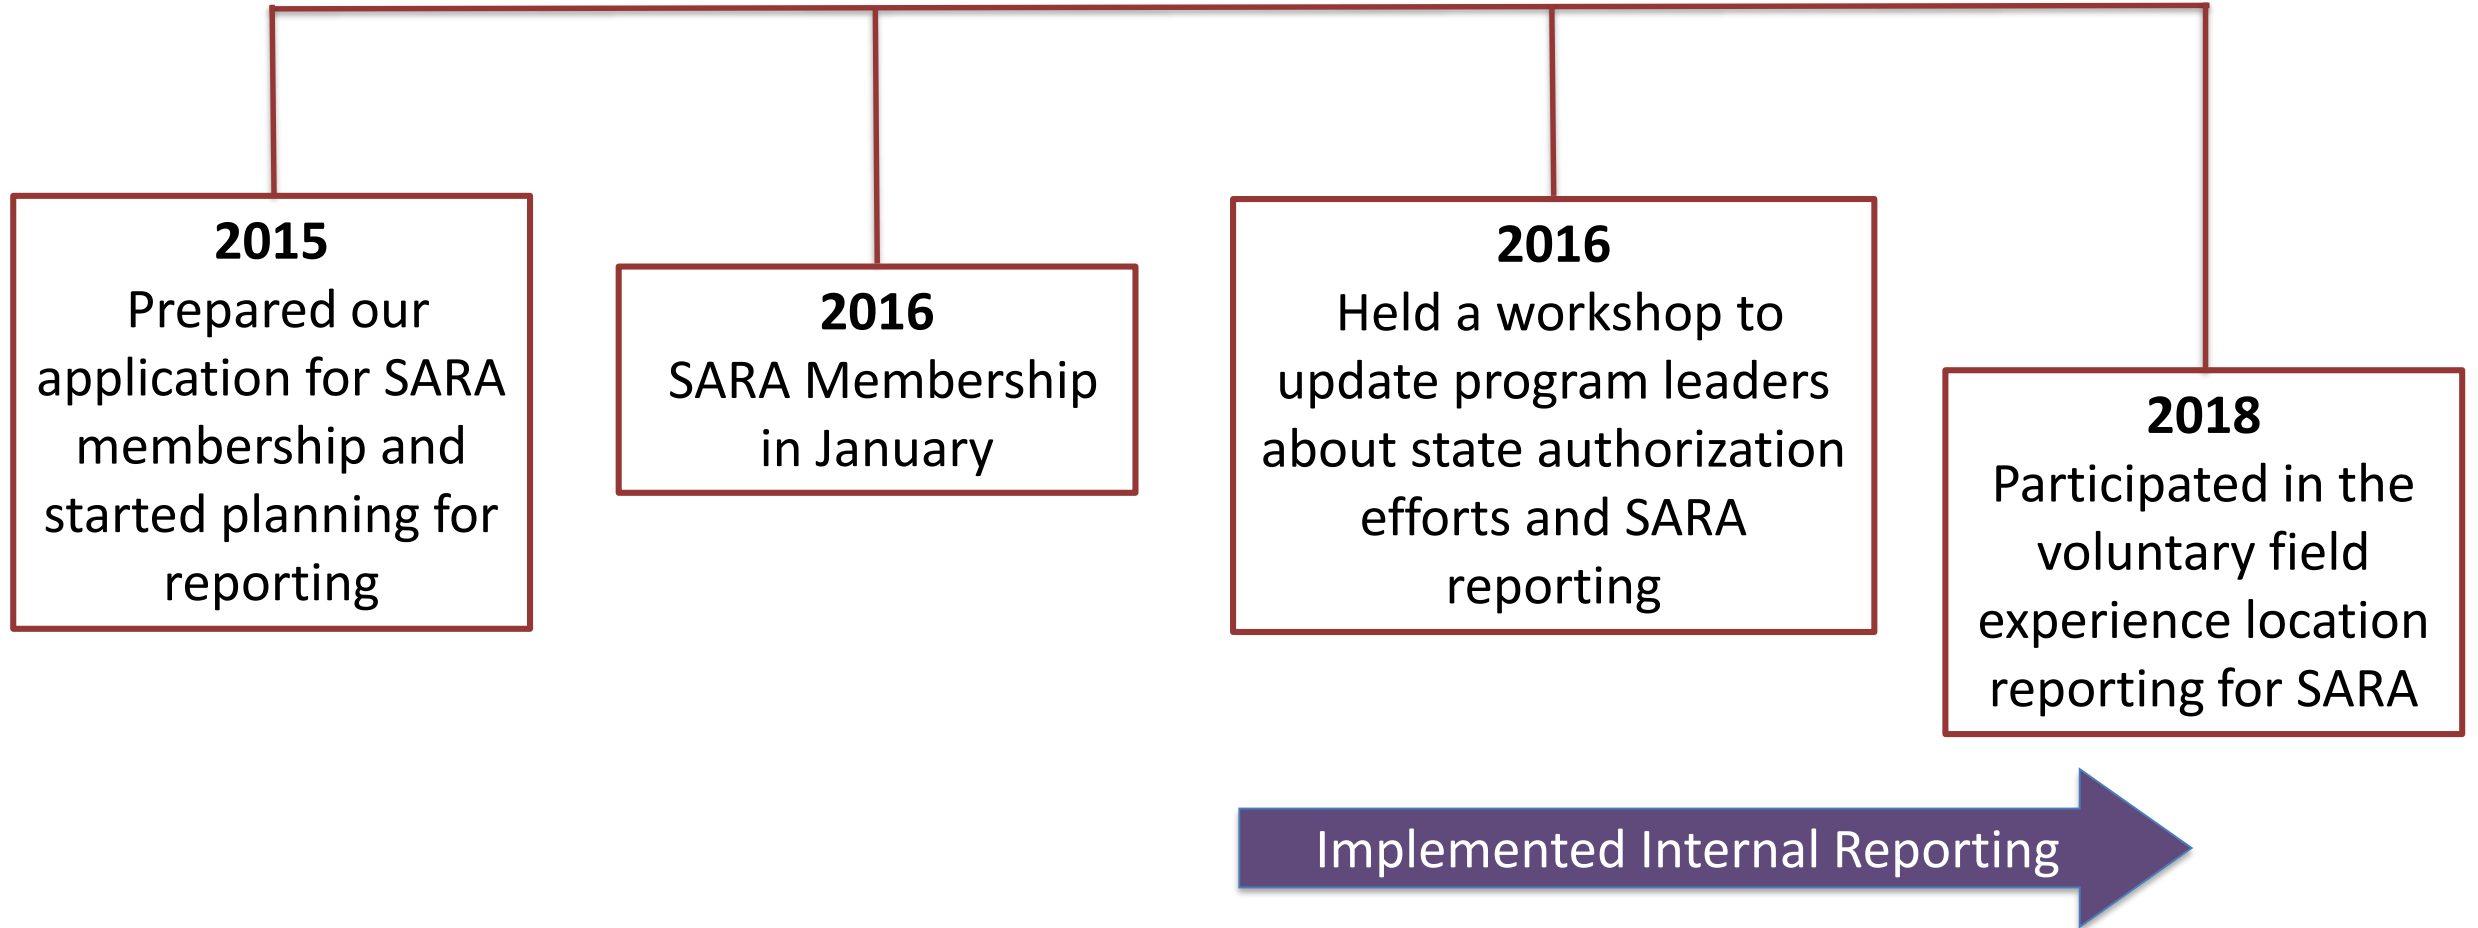 2015
Prepared our
application for SARA
membership and
started planning for
reporting
2016
SARA Membership
in January
2016
Held a workshop to
update program leaders
about state authorization
efforts and SARA
reporting
2018
Participated in the
voluntary field
experience location
reporting for SARA
Implemented Internal Reporting